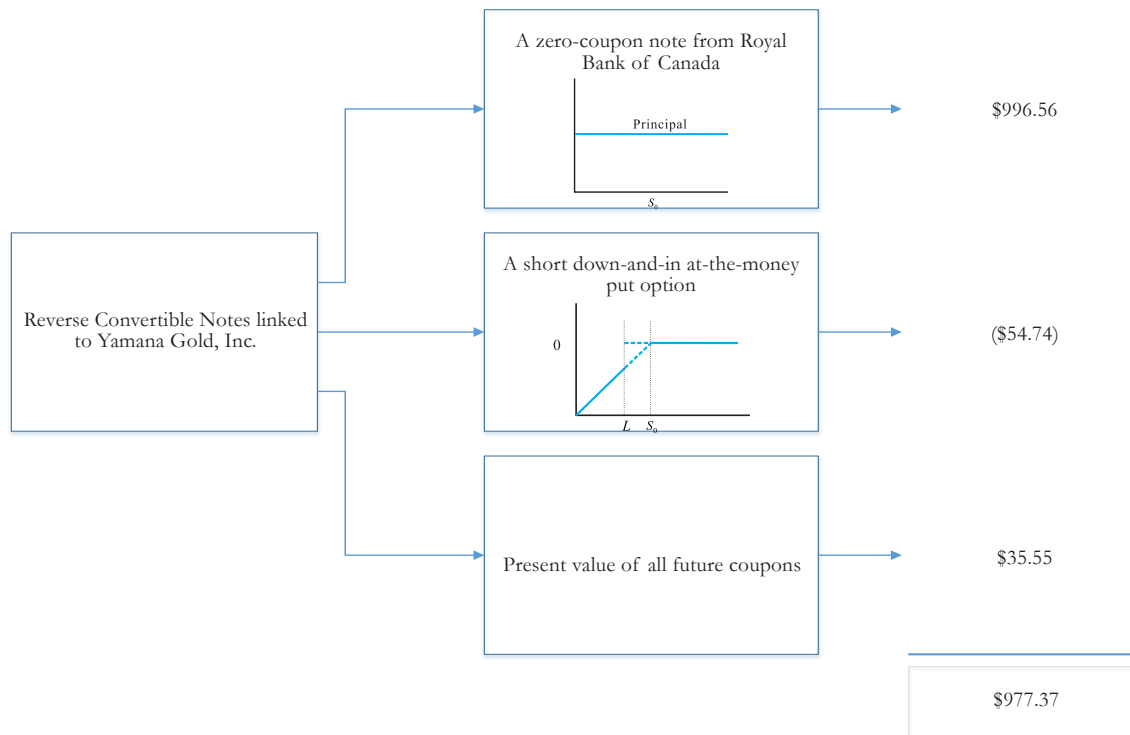 A zero-coupon note from Royal
Bank of Canada
Principal
S₀
$996.56
Reverse Convertible Notes linked
to Yamana Gold, Inc.
A short down-and-in at-the-money
put option
0
L S₀
($54.74)
Present value of all future coupons
$35.55
$977.37